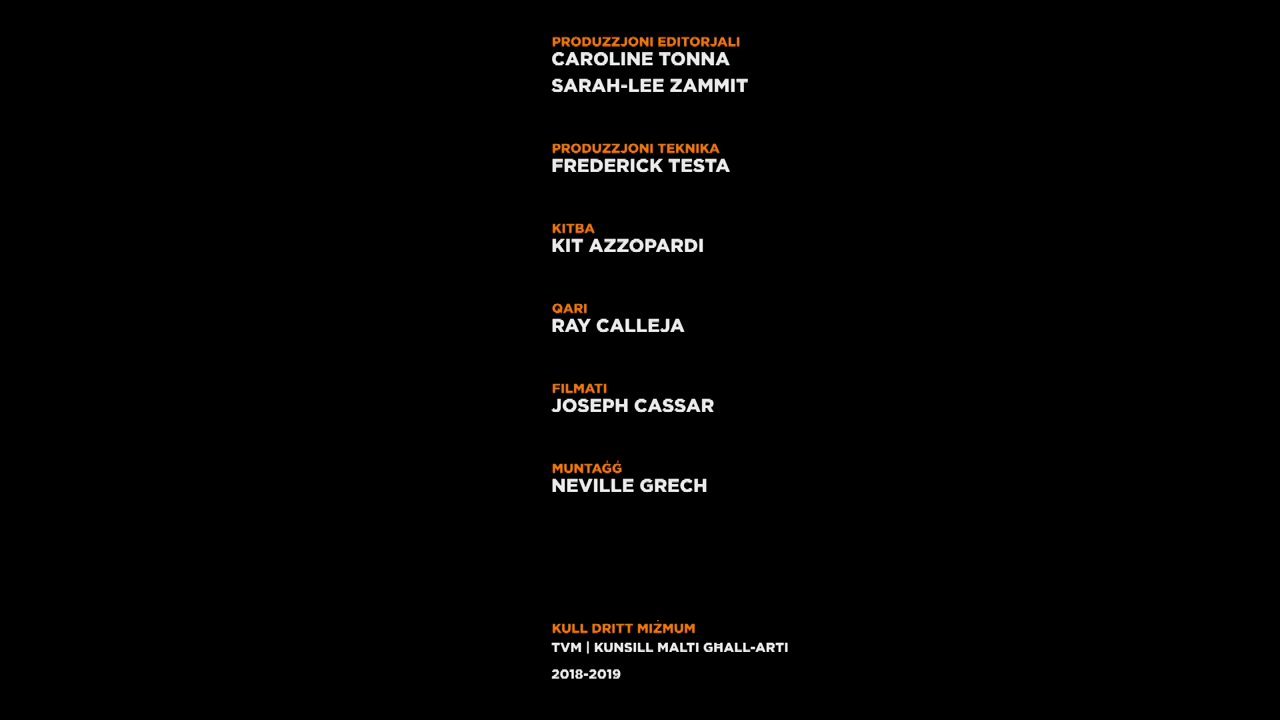 PRODUZZJONI EDITORJALI
CAROLINE TONNA
SARAH-LEE ZAMMIT
PRODUZZJONI TEKNIKA
FREDERICK TESTA
KITBA
KIT AZZOPARDI
QARI
RAY CALLEJA
FILMATI
JOSEPH CASSAR
MUNTAĠĠ
NEVILLE GRECH
KULL DRITT MIŻMUM
TVM | KUNSILL MALTI GĦALL-ARTI
2018-2019